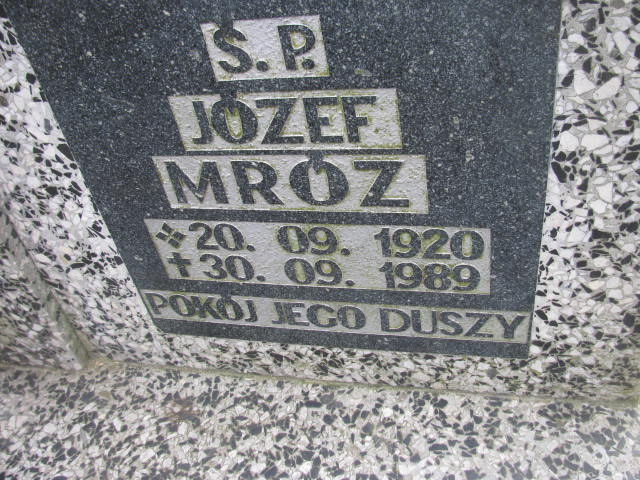 Ś. P.
JÓZEF
MRÓZ
20. 09. 1920
✝ 30. 09. 1989
POKÓJ JEGO DUSZY